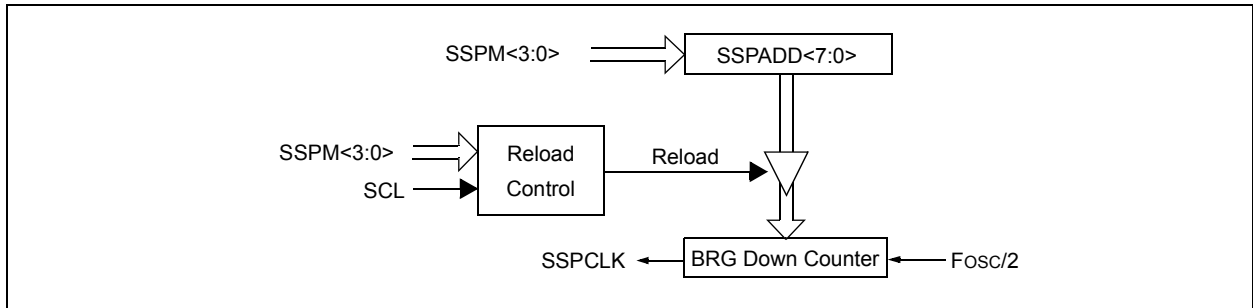 SSPM<3:0>
SSPADD<7:0>
SSPM<3:0>
Reload
Control
Reload
SCL
SSPCLK
BRG Down Counter
FOSC/2